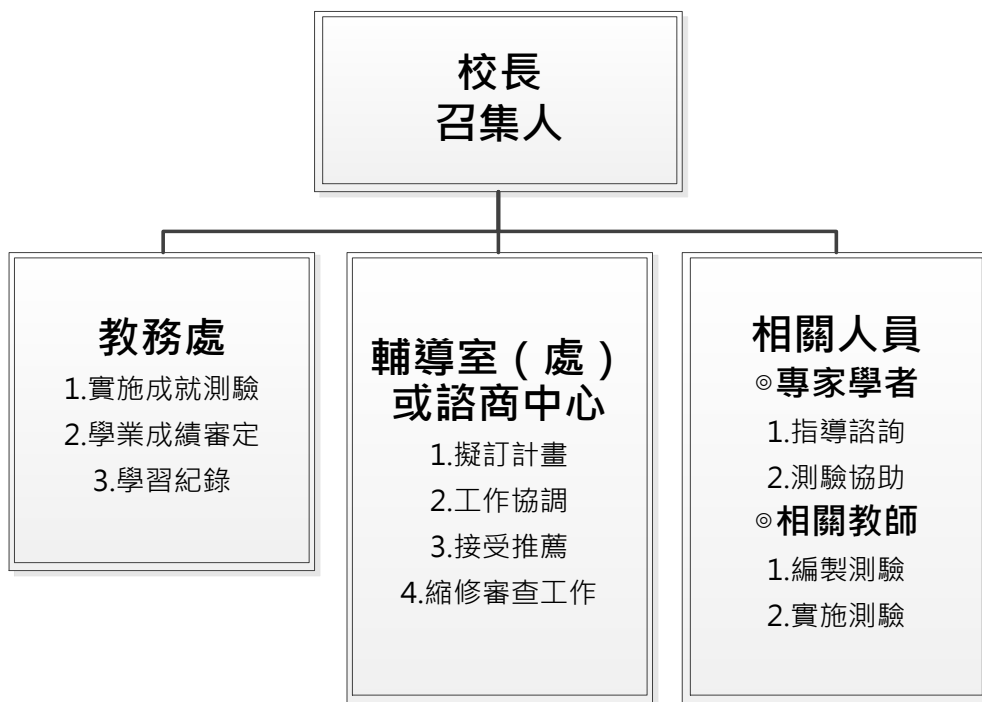 校長
召集人
教務處
1.實施成就測驗
2.學業成績審定
3.學習紀錄
輔導室（處）
或諮商中心
1.擬訂計畫
2.工作協調
3.接受推薦
4.縮修審查工作
相關人員
◎專家學者
1.指導諮詢
2.測驗協助
◎相關教師
1.編製測驗
2.實施測驗